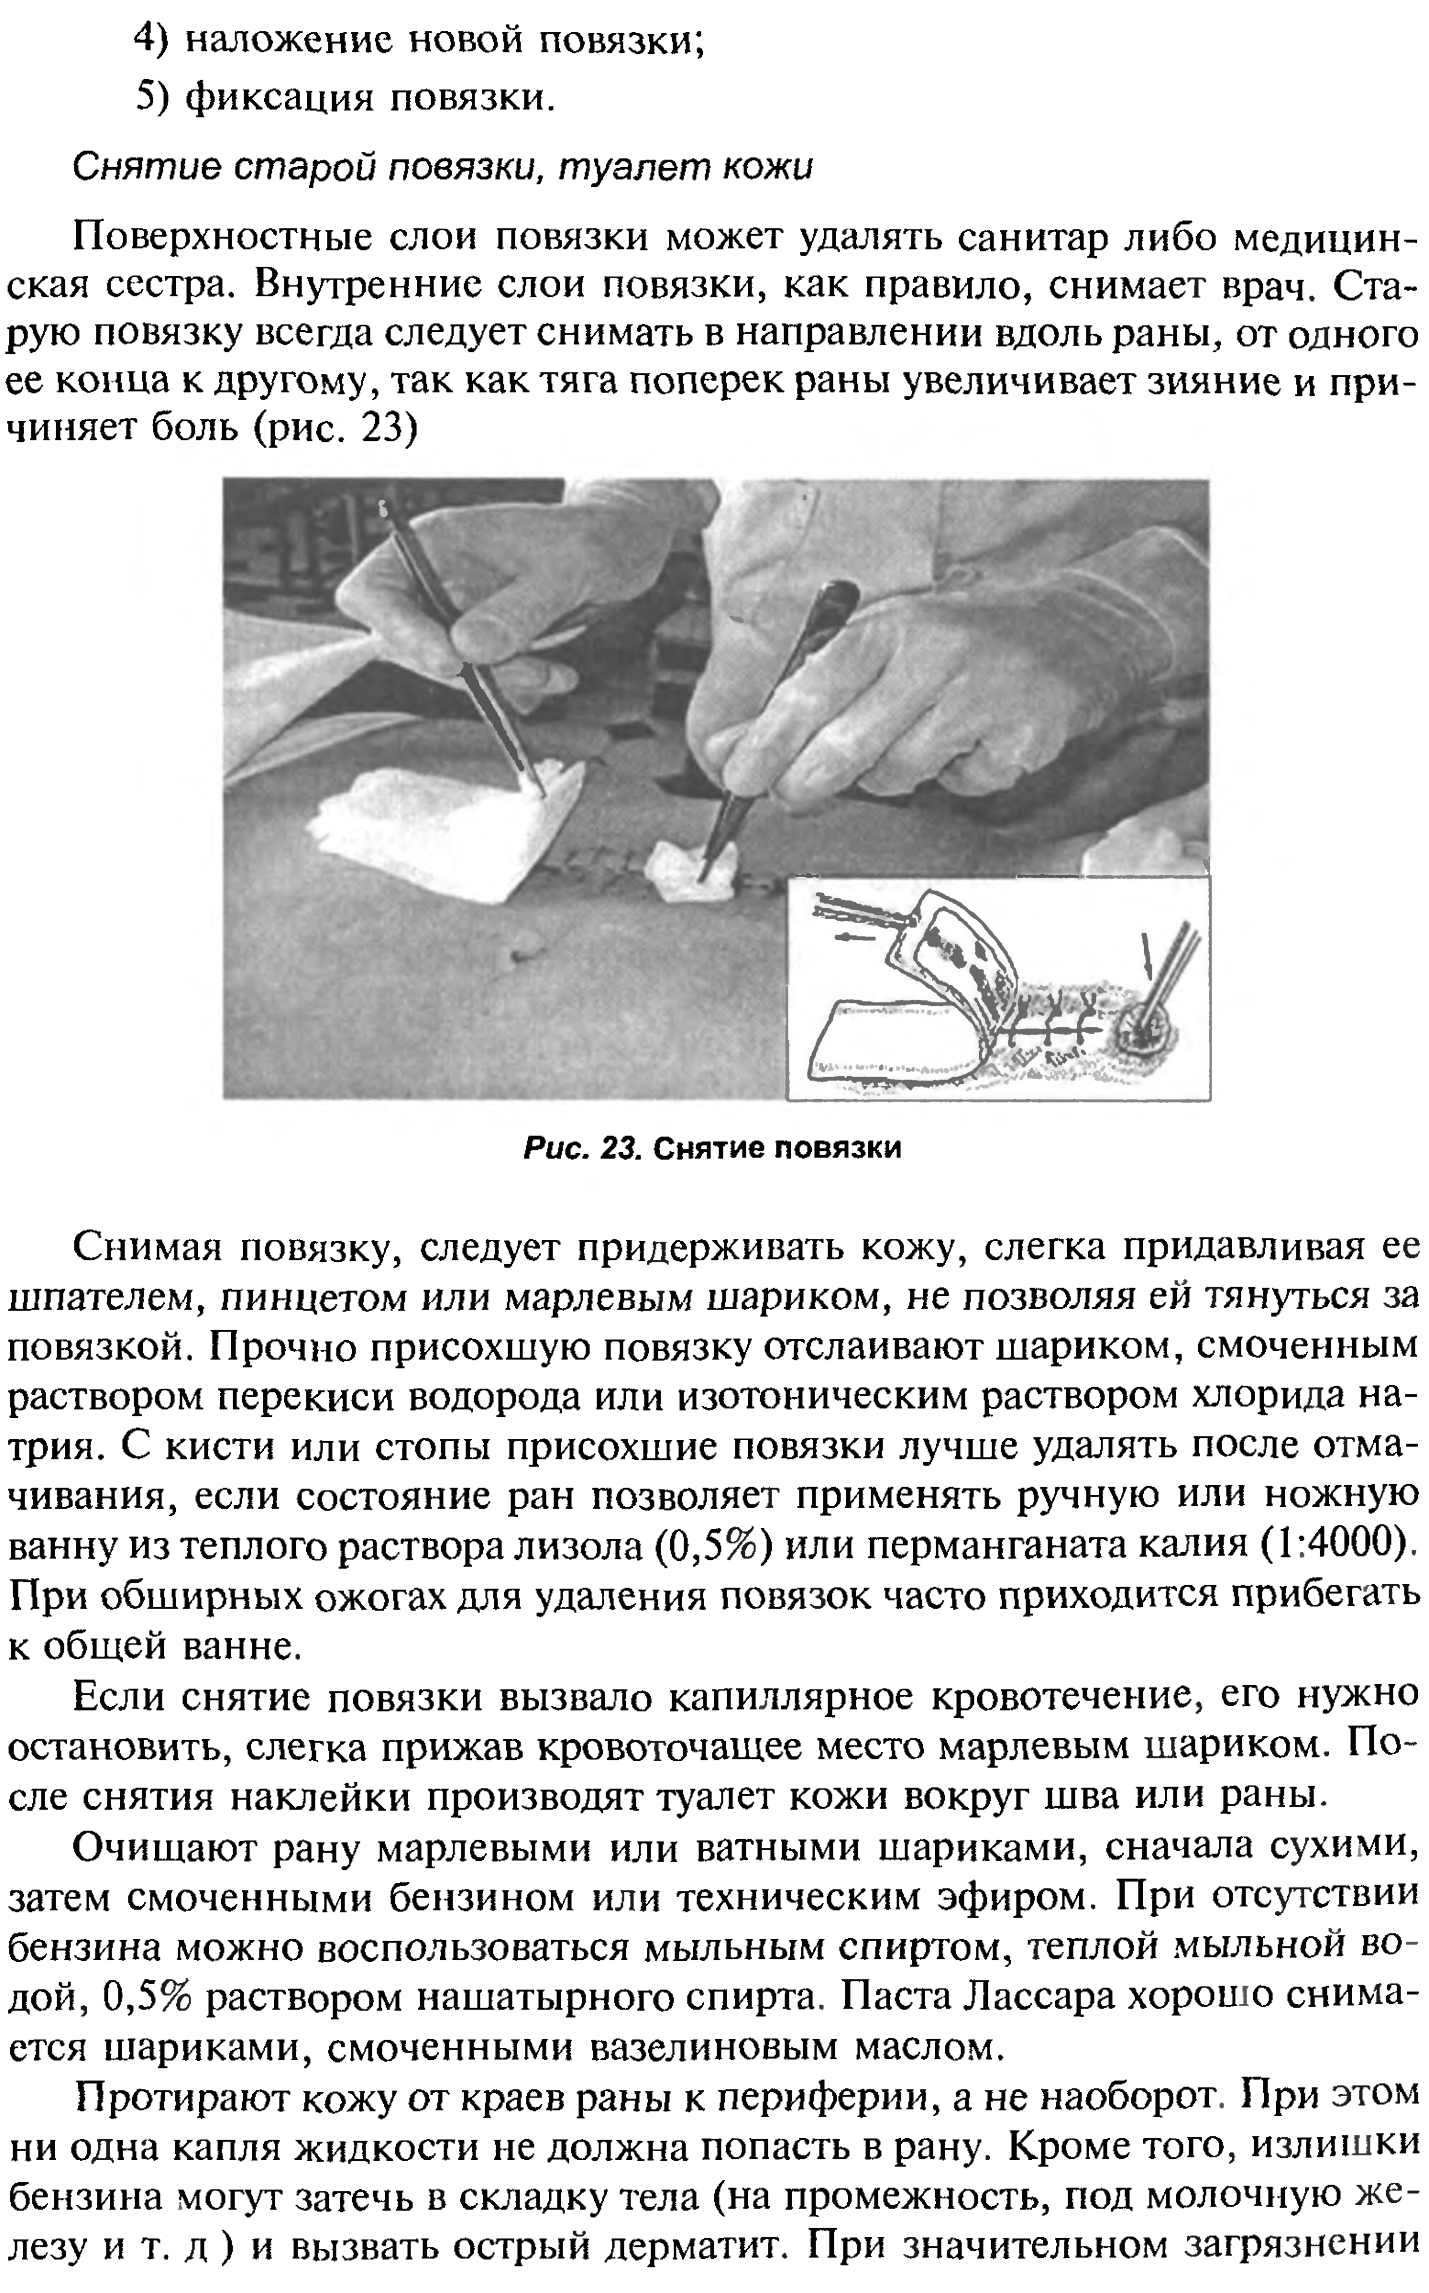 4) наложение новой повязки;
5) фиксация повязки.
Снятие старой повязки, туалет кожи
Поверхностные слои повязки может удалять санитар либо медицин-
ская сестра. Внутренние слои повязки, как правило, снимает врач. Ста-
рую повязку всегда следует снимать в направлении вдоль раны, от одного
ее конца к другому, так как тяга поперек раны увеличивает зияние и при-
чиняет боль (рис. 23)
Рис. 23. Снятие повязки
Снимая повязку, следует придерживать кожу, слегка придавливая ее
шпателем, пинцетом или марлевым шариком, не позволяя ей тянуться за
повязкой. Прочно присохшую повязку отслаивают шариком, смоченным
раствором перекиси водорода или изотоническим раствором хлорида на-
трия. С кисти или стопы присохшие повязки лучше удалять после отма-
чивания, если состояние ран позволяет применять ручную или ножную
ванну из теплого раствора лизола (0,5%) или перманганата калия (1:4000).
При обширных ожогах для удаления повязок часто приходится прибегать
к общей ванне.
Если снятие повязки вызвало капиллярное кровотечение, его нужно
остановить, слегка прижав кровоточащее место марлевым шариком. По-
сле снятия наклейки производят туалет кожи вокруг шва или раны.
Очищают рану марлевыми или ватными шариками, сначала сухими,
затем смоченными бензином или техническим эфиром. При отсутствии
бензина можно воспользоваться мыльным спиртом, теплой мыльной во-
дой, 0,5% раствором нашатырного спирта. Паста Лассара хорошо снима-
ется шариками, смоченными вазелиновым маслом.
Протирают кожу от краев раны к периферии, а не наоборот. При этом
ни одна капля жидкости не должна попасть в рану. Кроме того, излишки
бензина могут затечь в складку тела (на промежность, под молочную же-
лезу и т. д ) и вызвать острый дерматит. При значительном загрязнении